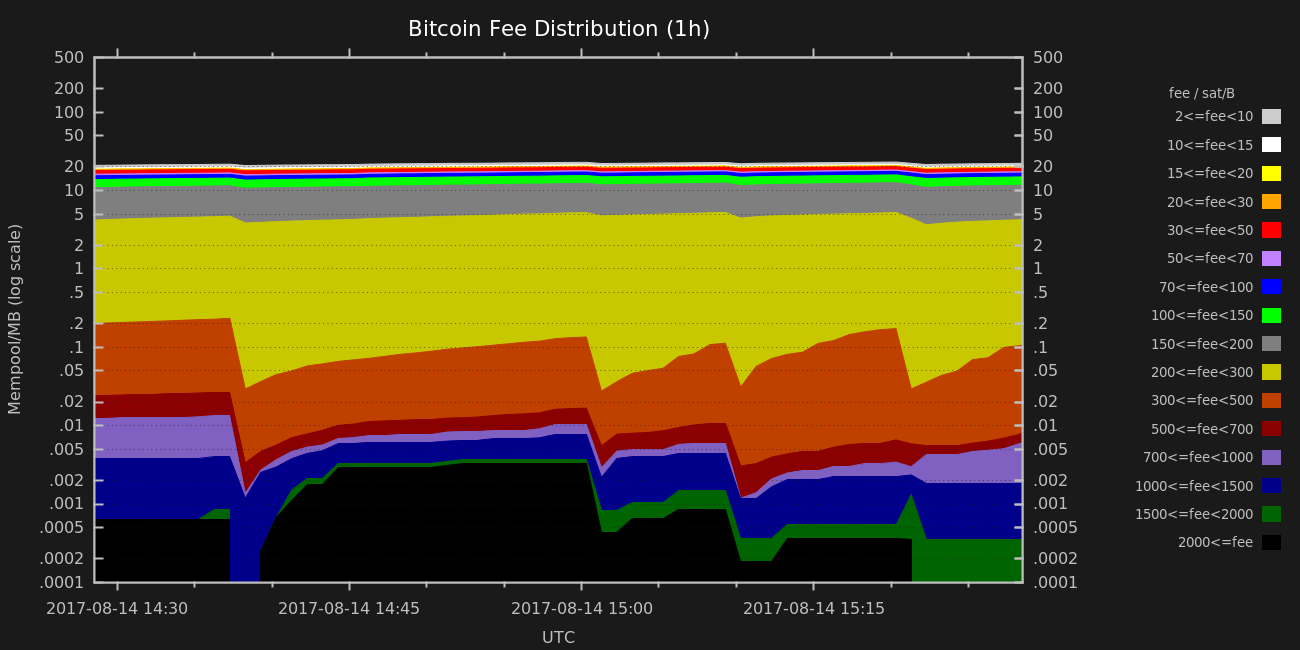 Bitcoin Fee Distribution (1h)
500 500
200 200
100 100
50 50
20 20
10 10
5 5
2 2
1 1
.5 .5
.2 .2
.1 .1
.05 .05
.02 .02
.01 .01
.005 .005
.002 .002
.001 .001
.0005 .0005
.0002 .0002
.0001 .0001
Mempool/MB (log scale)
2017-08-14 14:30 2017-08-14 14:45 2017-08-14 15:00 2017-08-14 15:15
UTC
fee / sat/B
2<=fee<10
10<=fee<15
15<=fee<20
20<=fee<30
30<=fee<50
50<=fee<70
70<=fee<100
100<=fee<150
150<=fee<200
200<=fee<300
300<=fee<500
500<=fee<700
700<=fee<1000
1000<=fee<1500
1500<=fee<2000
2000<=fee